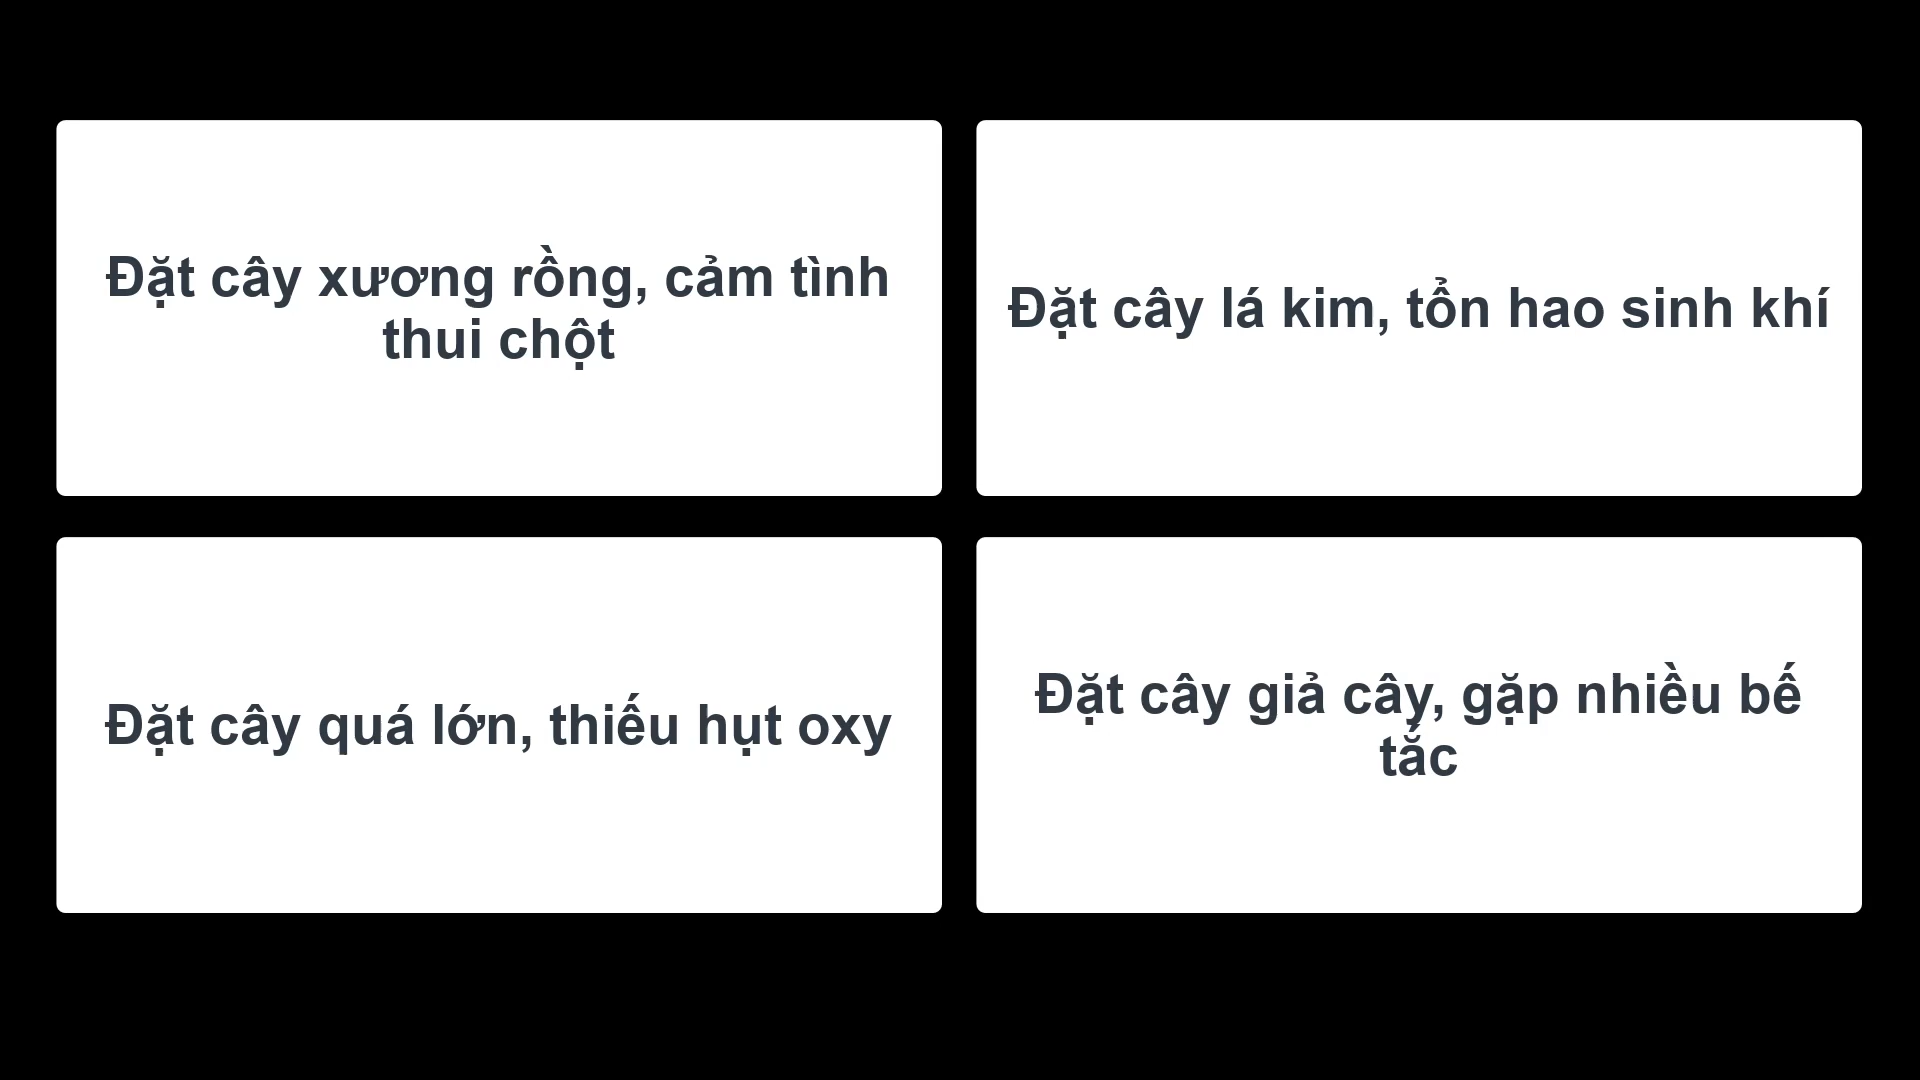 Đặt cây xương rồng, cảm tình
thui chột
Đặt cây lá kim, tổn hao sinh khí
Đặt cây quá lớn, thiếu hụt oxy
Đặt cây giả cây, gặp nhiều bế
tắc